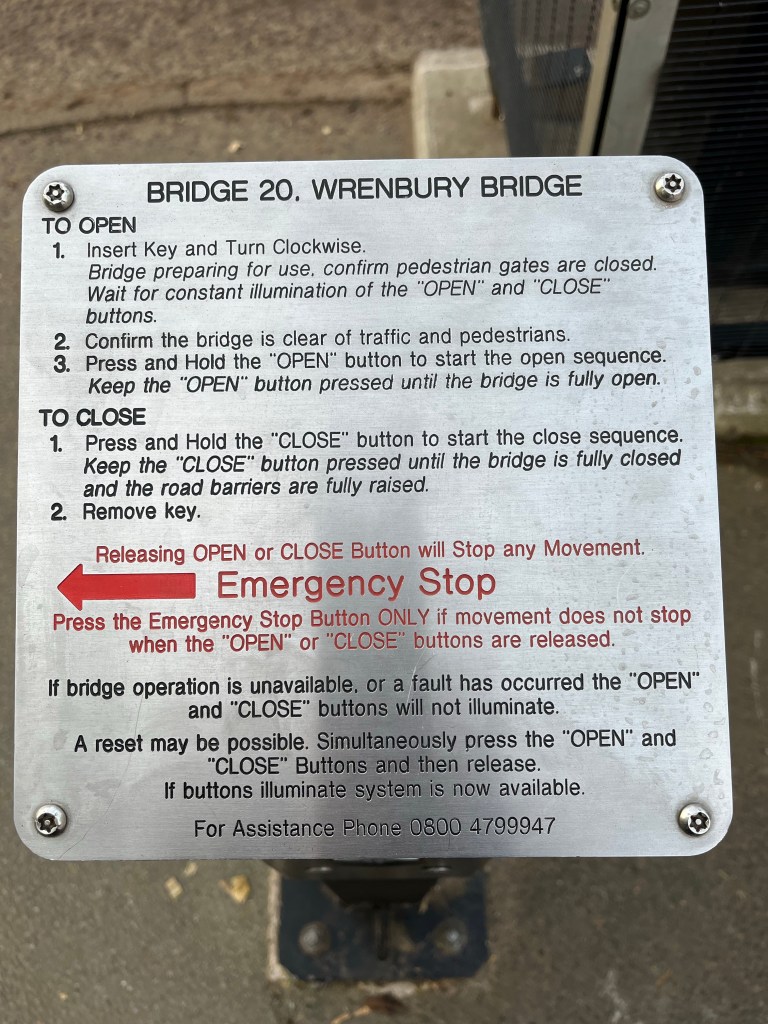 BRIDGE 20, WRENBURY BRIDGE
TO OPEN
1. Insert Key and Turn Clockwise.
Bridge preparing for use, confirm pedestrian gates are closed.
Wait for constant illumination of the "OPEN" and "CLOSE"
buttons.
2. Confirm the bridge is clear of traffic and pedestrians.
3. Press and Hold the "OPEN" button to start the open sequence.
Keep the "OPEN" button pressed until the bridge is fully open.
TO CLOSE
1. Press and Hold the "CLOSE" button to start the close sequence.
Keep the "CLOSE" button pressed until the bridge is fully closed
and the road barriers are fully raised.
2. Remove key.
Releasing OPEN or CLOSE Button will Stop any Movement.
Emergency Stop
Press the Emergency Stop Button ONLY if movement does not stop
when the "OPEN" or "CLOSE" buttons are released.
If bridge operation is unavailable, or a fault has occurred the "OPEN"
and "CLOSE" buttons will not illuminate.
A reset may be possible. Simultaneously press the "OPEN" and
"CLOSE" Buttons and then release.
If buttons illuminate system is now available.
For Assistance Phone 0800 4799947